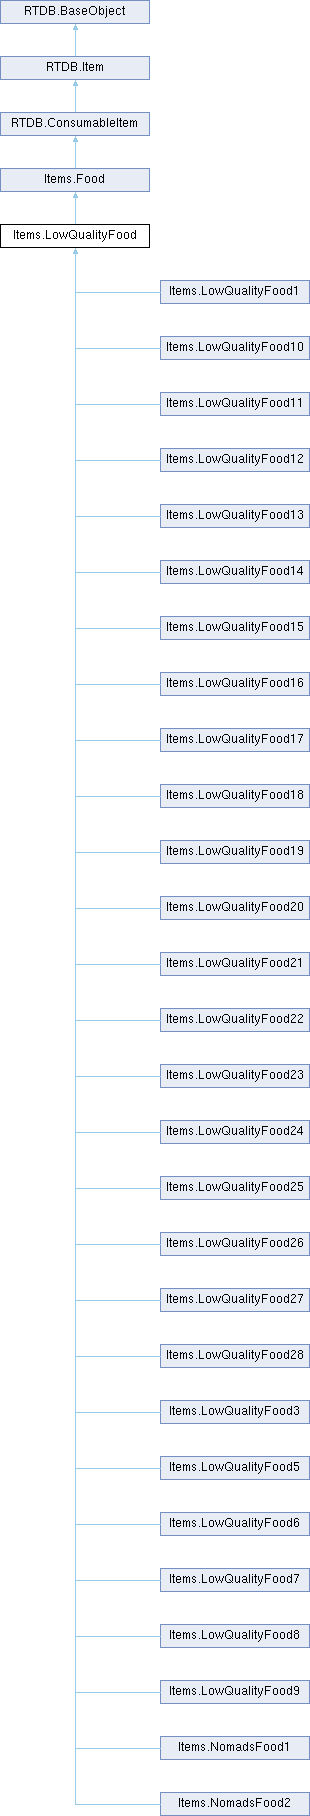 RTDB.BaseObject
RTDB.Item
RTDB.ConsumableItem
Items.Food
Items.LowQualityFood
Items.LowQualityFood1
Items.LowQualityFood10
Items.LowQualityFood11
Items.LowQualityFood12
Items.LowQualityFood13
Items.LowQualityFood14
Items.LowQualityFood15
Items.LowQualityFood16
Items.LowQualityFood17
Items.LowQualityFood18
Items.LowQualityFood19
Items.LowQualityFood20
Items.LowQualityFood21
Items.LowQualityFood22
Items.LowQualityFood23
Items.LowQualityFood24
Items.LowQualityFood25
Items.LowQualityFood26
Items.LowQualityFood27
Items.LowQualityFood28
Items.LowQualityFood3
Items.LowQualityFood5
Items.LowQualityFood6
Items.LowQualityFood7
Items.LowQualityFood8
Items.LowQualityFood9
Items.NomadsFood1
Items.NomadsFood2